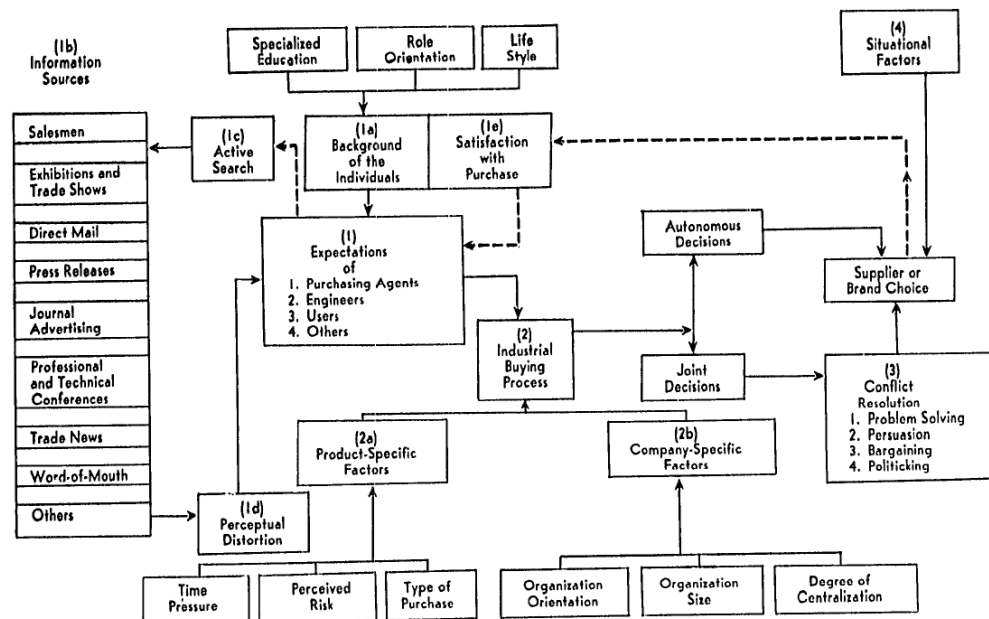 (1b)
Information
Sources
Salesmen
Exhibitions and
Trade Shows
Direct Mail
Press Releases
Journal
Advertising
Professional
and Technical
Conferences
Trade News
Word-of-Mouth
Others
Specialized
Education
Role
Orientation
Life
Style
(1c)
Active
Search
(1a)
Background
of the
Individuals
(1e)
Satisfaction
with
Purchase
(1)
Expectations
of
1. Purchasing Agents
2. Engineers
3. Users
4. Others
(1d)
Perceptual
Distortion
(2)
Industrial
Buying
Process
(2a)
Product-Specific
Factors
Time
Pressure
Perceived
Risk
Type of
Purchase
(2b)
Company-Specific
Factors
Organization
Orientation
Organization
Size
Degree of
Centralization
Autonomous
Decisions
Joint
Decisions
(4)
Situational
Factors
Supplier or
Brand Choice
(3)
Conflict
Resolution
1. Problem Solving
2. Persuasion
3. Bargaining
4. Politicking